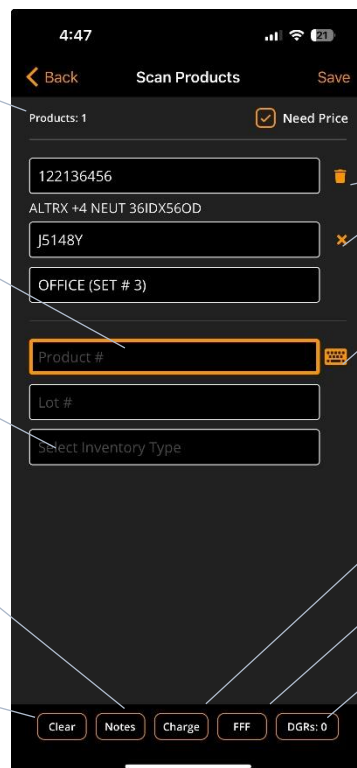 4:47
21
Back Scan Products Save
Products: 1 Need Price
122136456
ALTRX +4 NEUT 36IDX56OD
J5148Y
OFFICE (SET # 3)
Product #
Lot #
Select Inventory Type
Clear Notes Charge FFF DGRs: 0